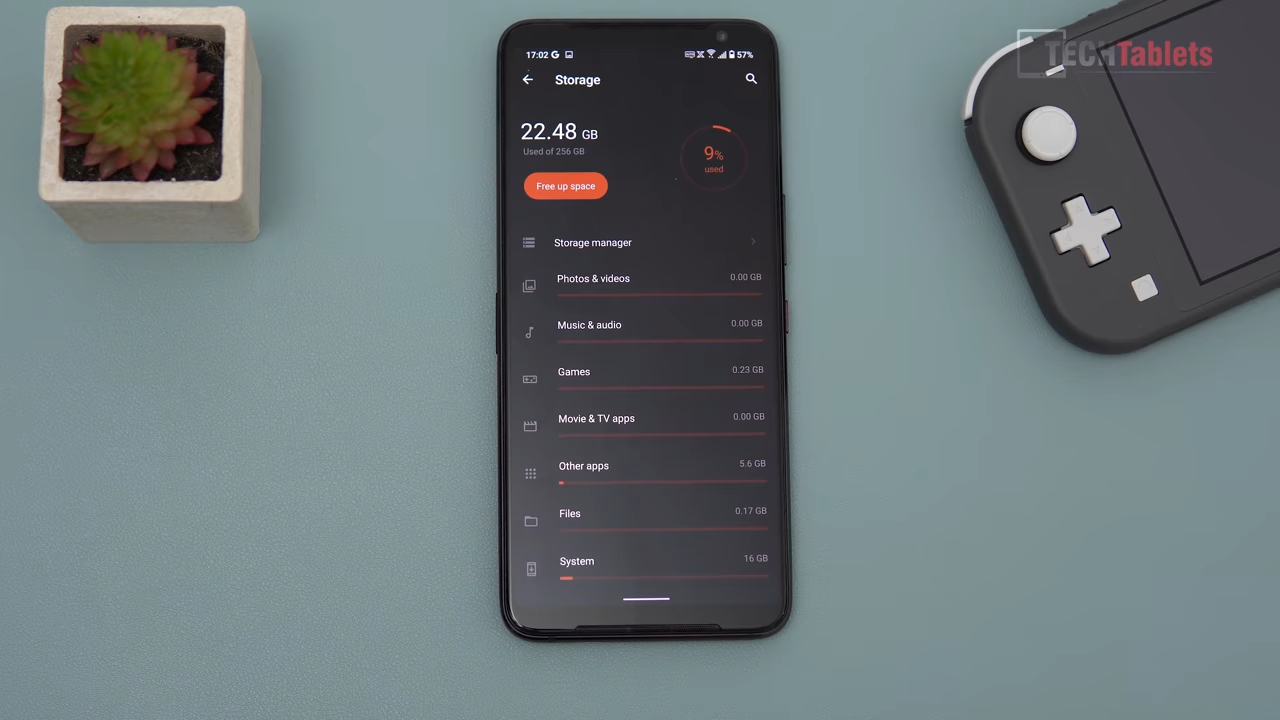 TECHTablets
17:02 G 57%
Storage
22.48 GB
Used of 256 GB
9%
used
Free up space
Storage manager
Photos & videos 0.00 GB
Music & audio 0.00 GB
Games 0.23 GB
Movie & TV apps 0.00 GB
Other apps 5.6 GB
Files 0.17 GB
System 16 GB